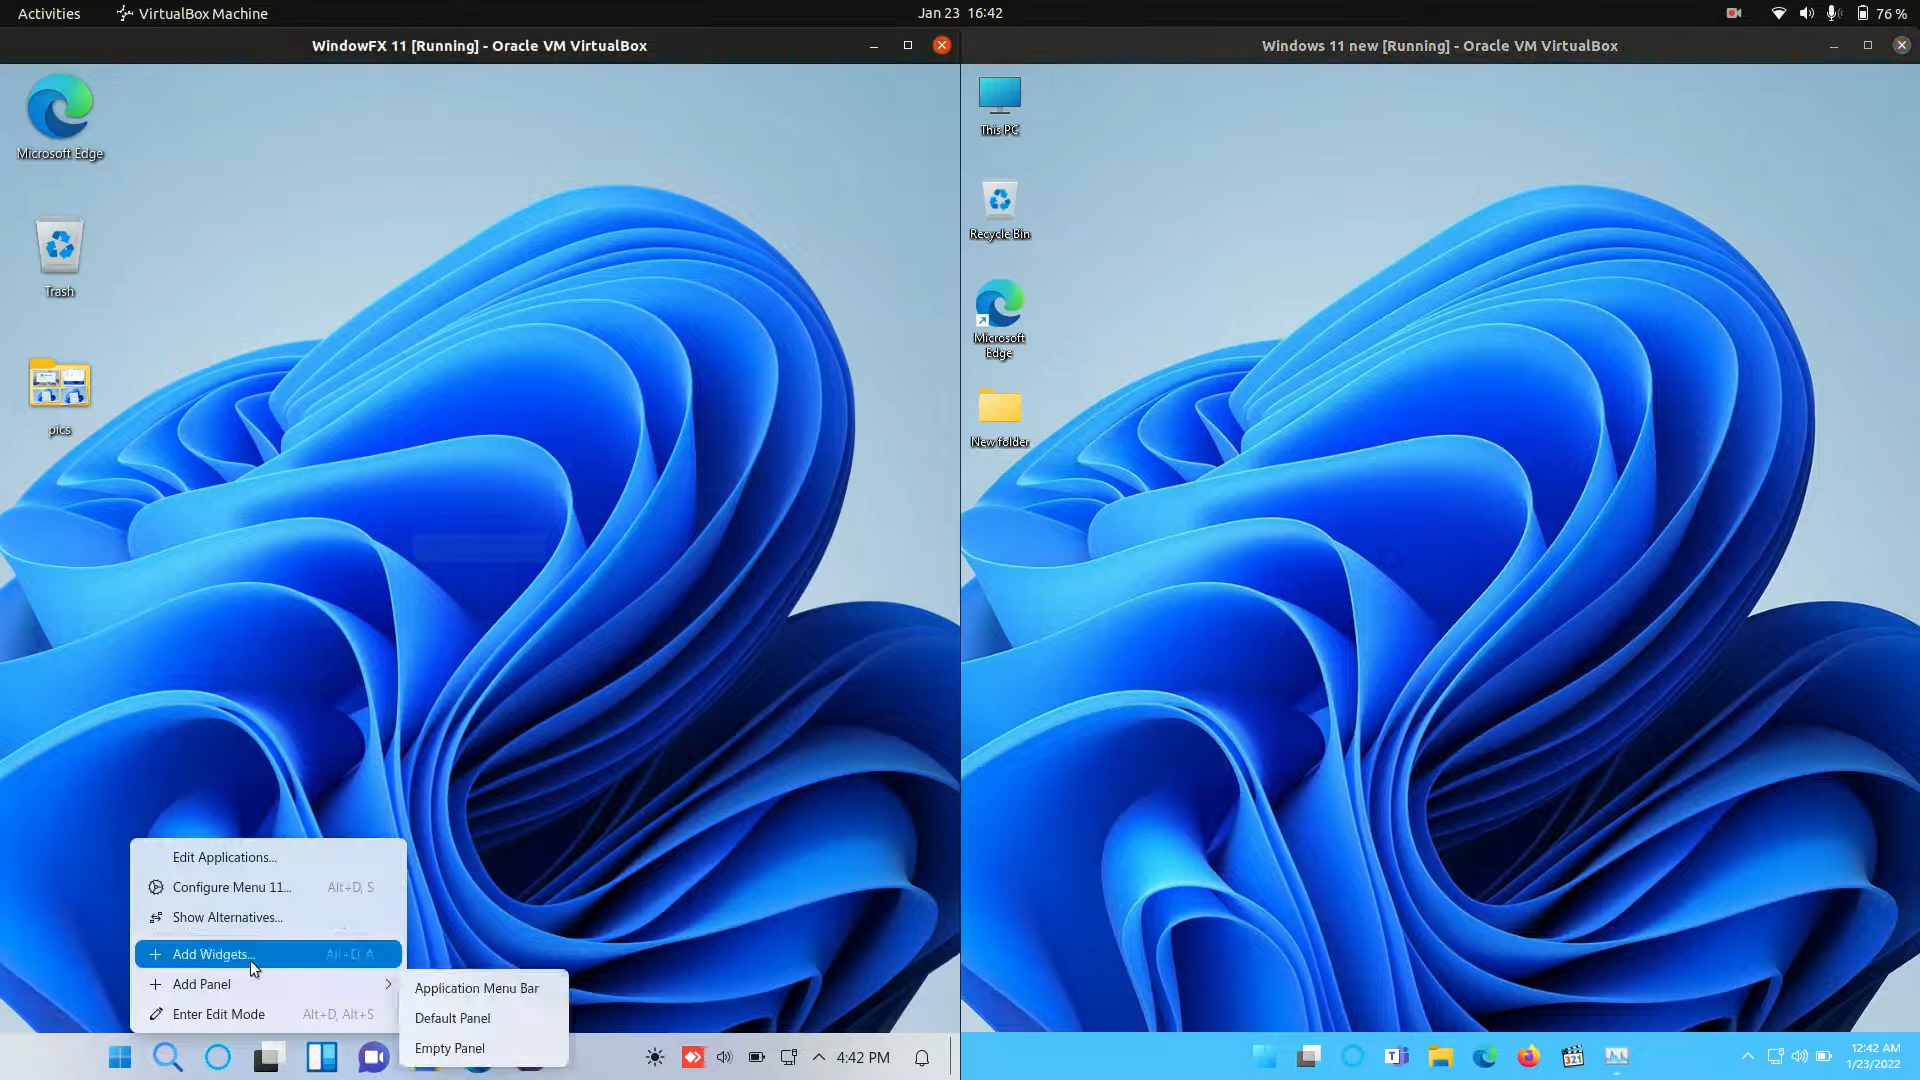 Activities
VirtualBox Machine
Jan 23 16:42
76 %
WindowFX 11 [Running] - Oracle VM VirtualBox
Windows 11 new [Running] - Oracle VM VirtualBox
Microsoft Edge
Trash
pics
This PC
Recycle Bin
Microsoft
Edge
New folder
Edit Applications...
Configure Menu 11... Alt+D, S
Show Alternatives...
Add Widgets... Alt+D, A
Add Panel
Enter Edit Mode Alt+D, Alt+S
Application Menu Bar
Default Panel
Empty Panel
4:42 PM
321
12:42 AM
1/23/2022